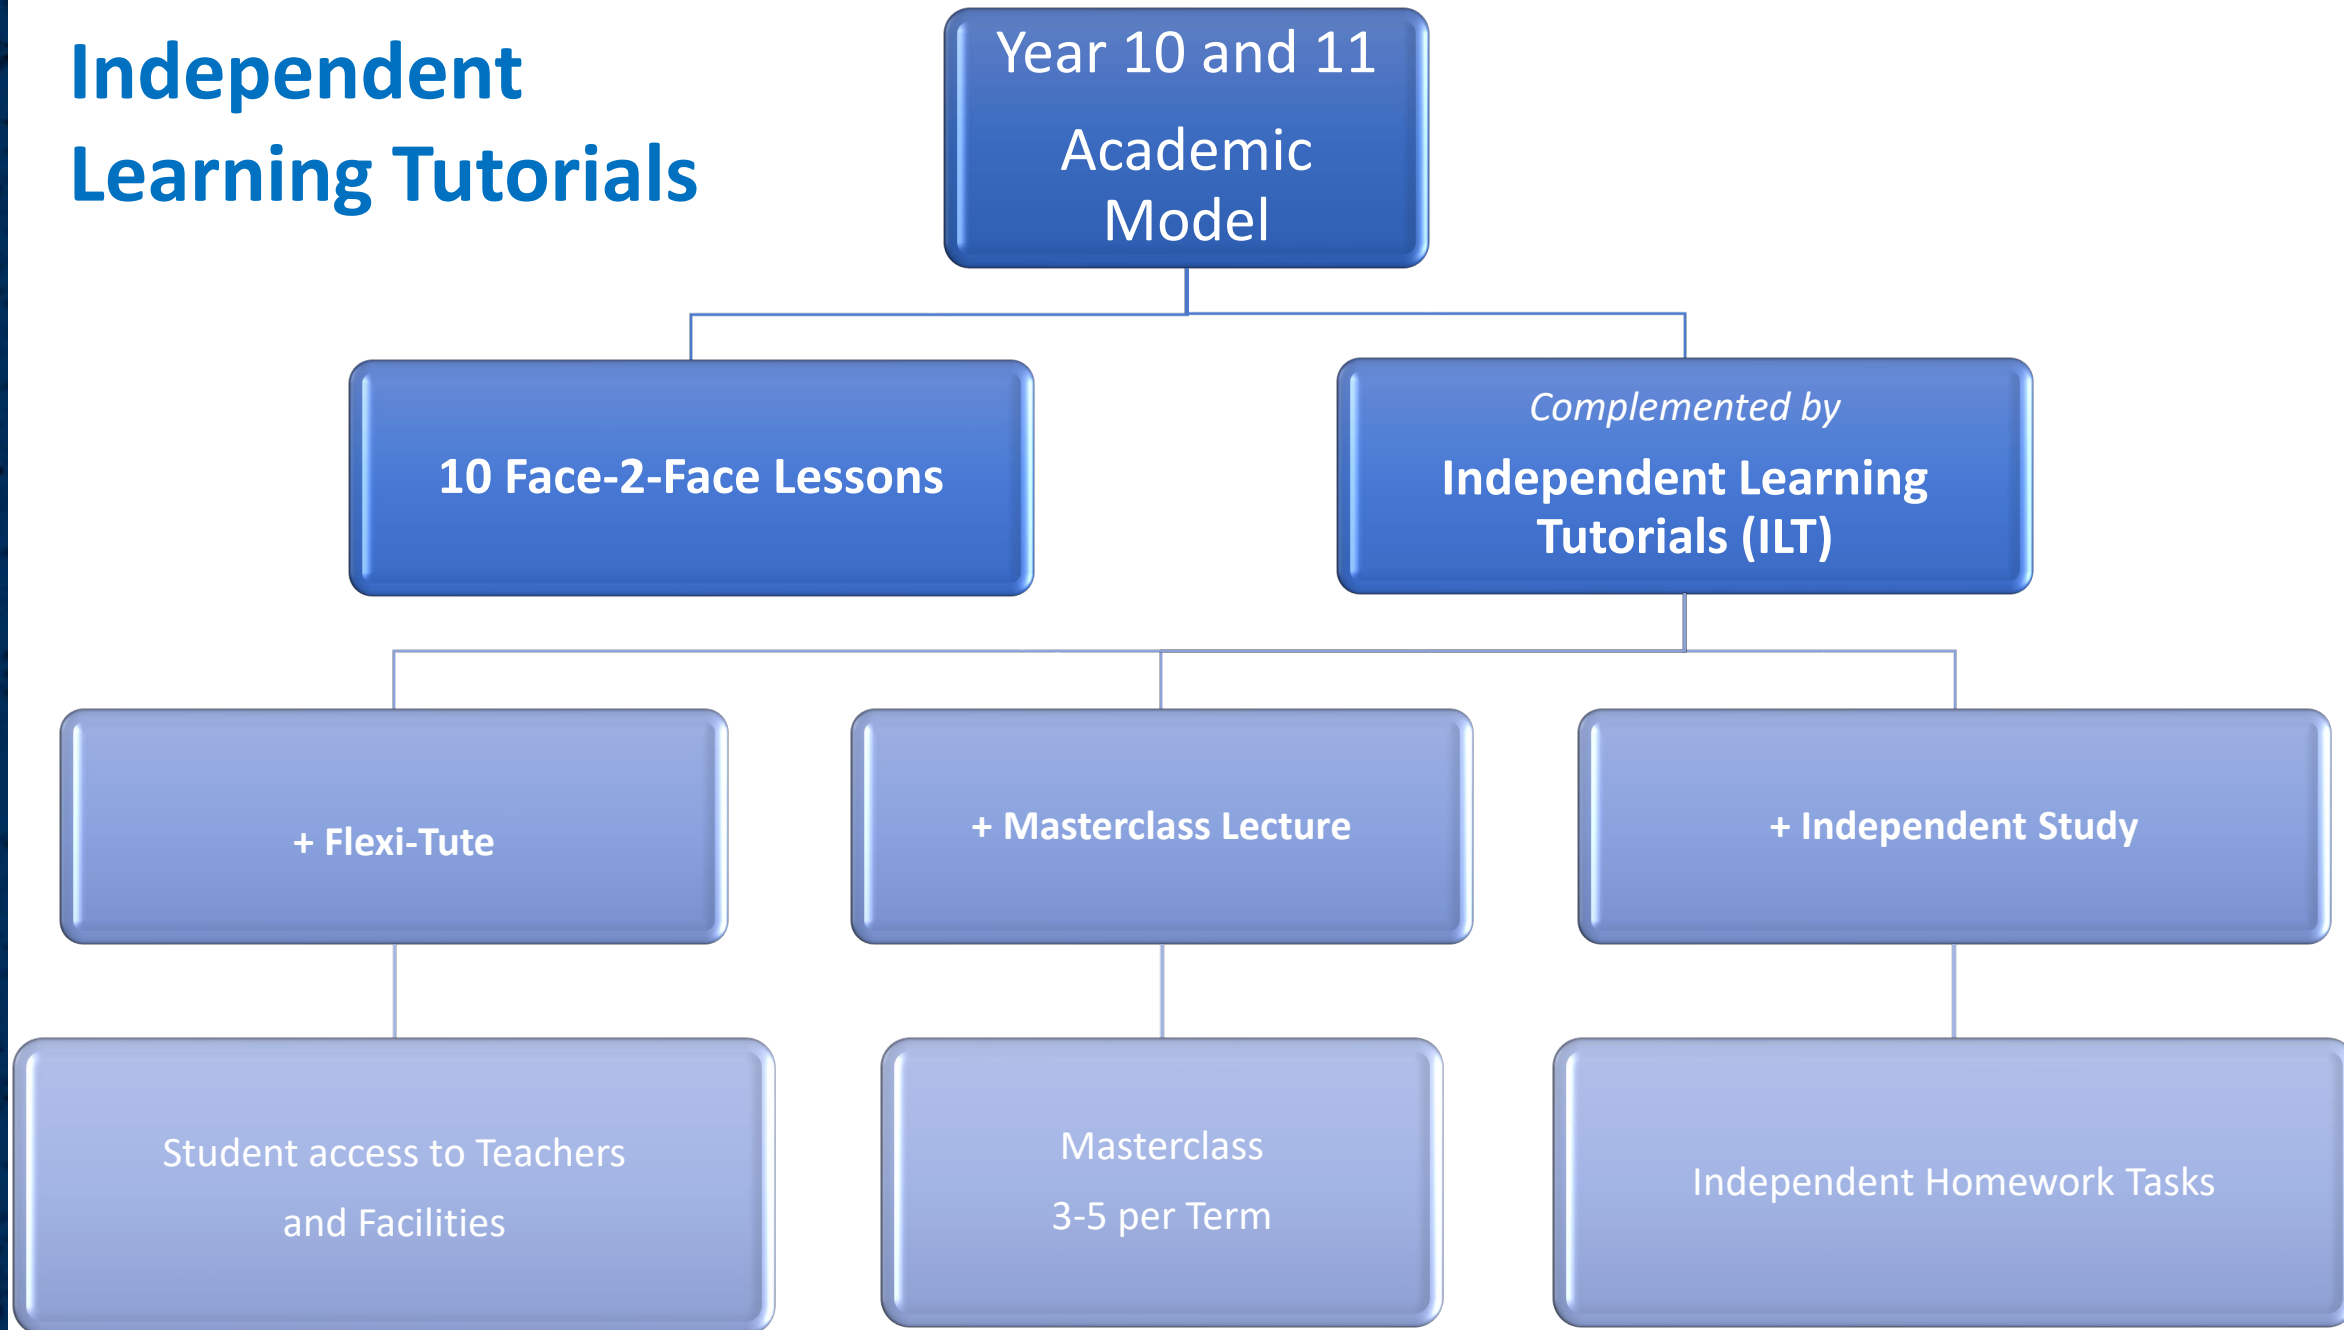 Independent
Learning Tutorials
Year 10 and 11
Academic
Model
10 Face-2-Face Lessons
Complemented by
Independent Learning
Tutorials (ILT)
+ Flexi-Tute
+ Masterclass Lecture
+ Independent Study
Student access to Teachers
and Facilities
Masterclass
3-5 per Term
Independent Homework Tasks